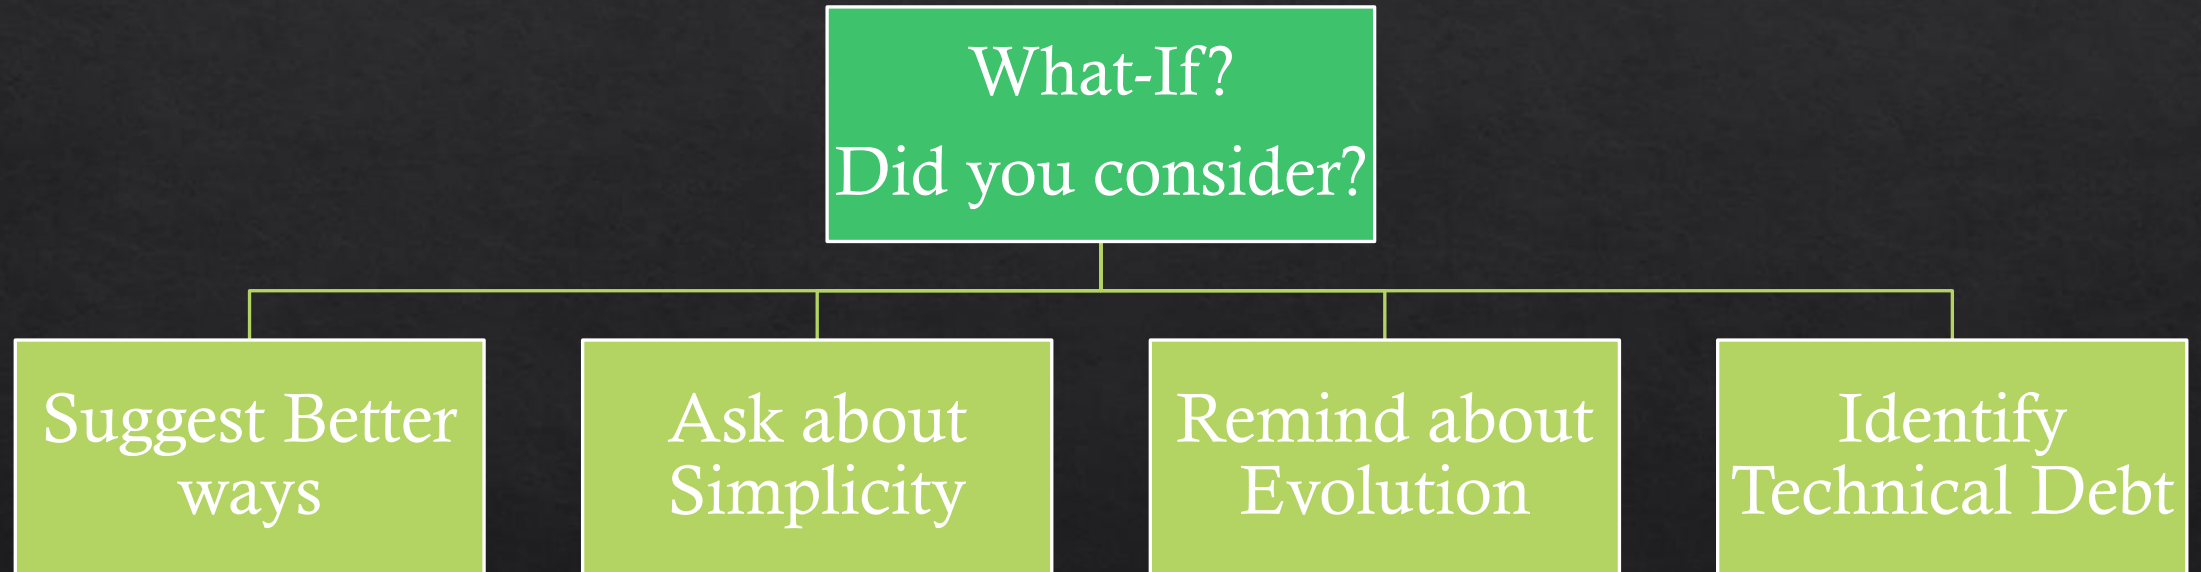 What-If?
Did you consider?
Suggest Better
ways
Ask about
Simplicity
Remind about
Evolution
Identify
Technical Debt